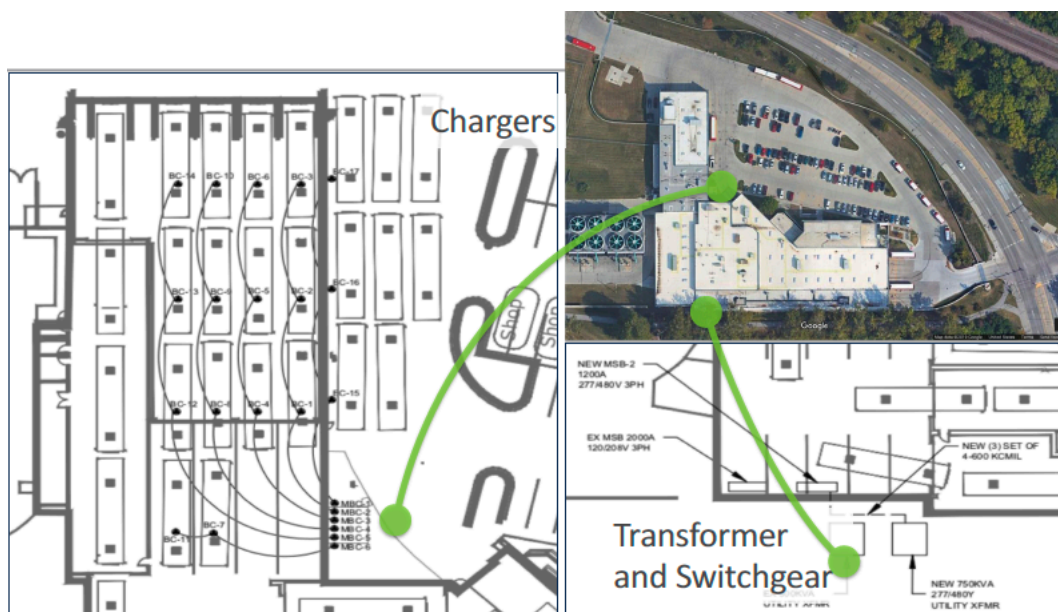 Chargers
BC-14
BC-10
BC-6
BC-3
BC-17
BC-13
BC-9
BC-5
BC-2
BC-16
Shop
Shop
BC-12
BC-8
BC-4
BC-1
BC-15
MBC-1
MBC-2
MBC-3
MBC-4
MBC-5
MBC-6
BC-7
BC-11
Google
NEW MSB-2
1200A
277/480V 3PH
EX MSB 2000A
120/208V 3PH
NEW (3) SET OF
4-600 KCMIL
Transformer
and Switchgear
UTILITY XFMR
NEW 750KVA
277/480Y
UTILITY XFMR